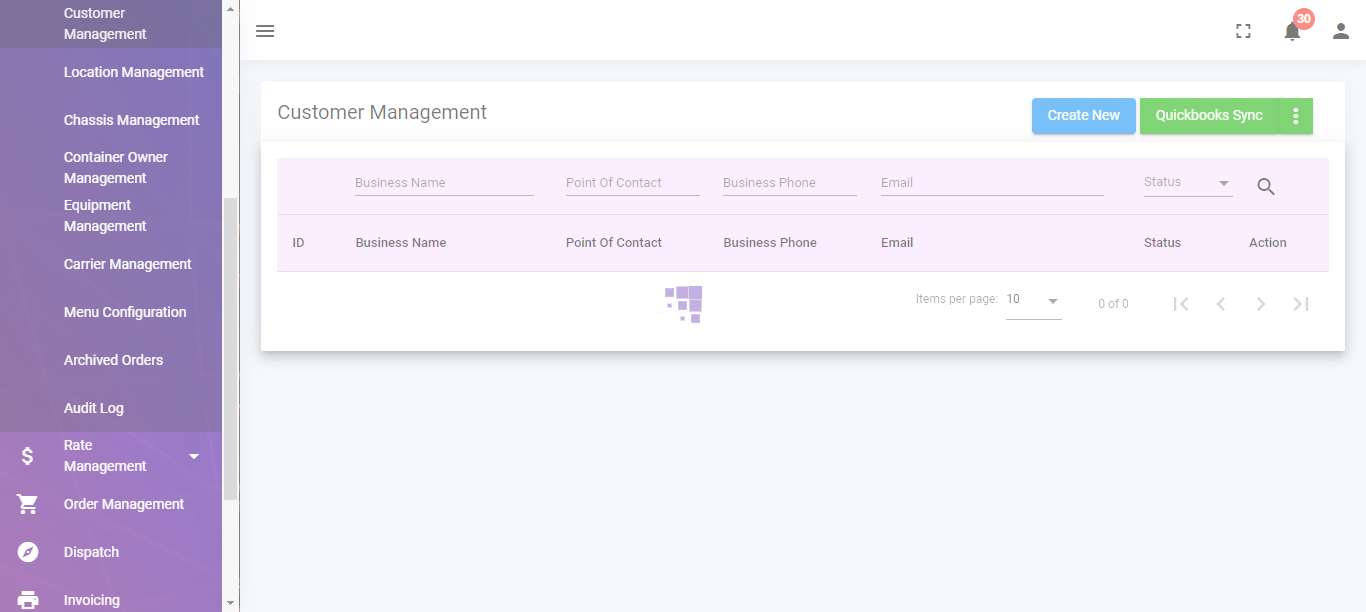 Customer
Management
Location Management
Chassis Management
Container Owner
Management
Equipment
Management
Carrier Management
Menu Configuration
Archived Orders
Audit Log
$
Rate
Management
Order Management
Dispatch
Invoicing
30
Customer Management
Create New
Quickbooks Sync
Business Name
Point Of Contact
Business Phone
Email
Status
ID
Business Name
Point Of Contact
Business Phone
Email
Status
Action
Items per page:
10
0 of 0